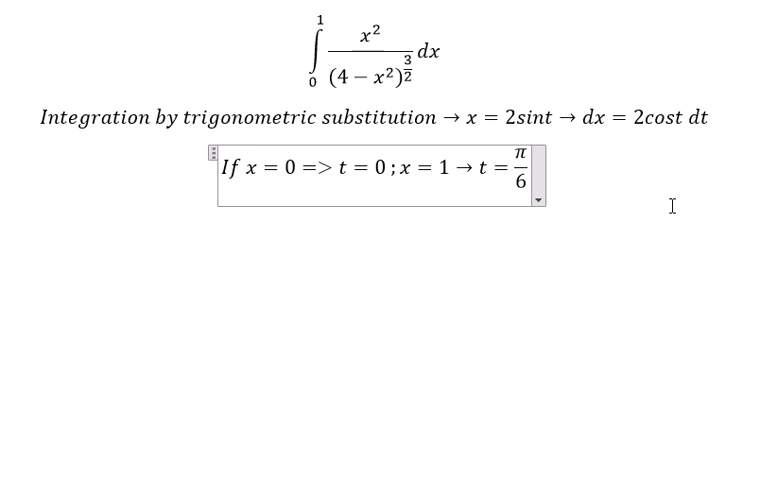 ∫₀¹ x²/(4 − x²)^(3/2) dx
Integration by trigonometric substitution → x = 2sint → dx = 2cost dt
If x = 0 => t = 0 ; x = 1 → t = π/6